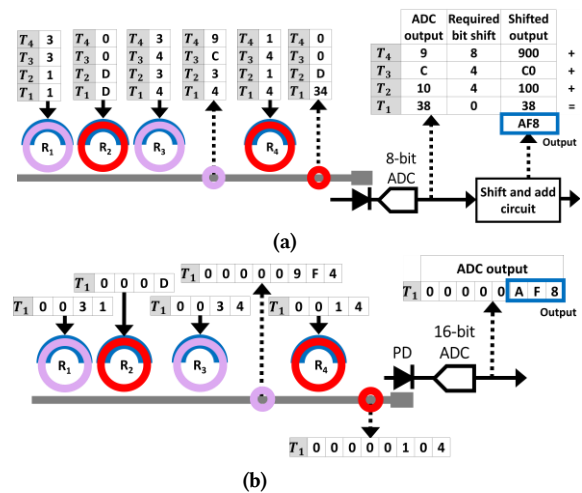 ADC output Required bit shift Shifted output
T4 9 8 900 +
T3 C 4 C0 +
T2 10 4 100 +
T1 38 0 38 =
AF8
Output
T4 3 T4 0 T4 3 T4 9 T4 1 T4 0
T3 3 T3 0 T3 4 T3 C T3 4 T3 0
T2 1 T2 D T2 3 T2 3 T2 1 T2 D
T1 1 T1 D T1 4 T1 4 T1 4 T1 34
R1 R2 R3 R4
8-bit ADC
Shift and add circuit
(a)
T1 0 0 0 D
T1 0 0 0 0 0 9 F 4
ADC output
T1 0 0 0 0 0 A F 8
Output
T1 0 0 3 1 T1 0 0 3 4 T1 0 0 1 4
R1 R2 R3 R4
PD
16-bit ADC
T1 0 0 0 0 0 1 0 4
(b)